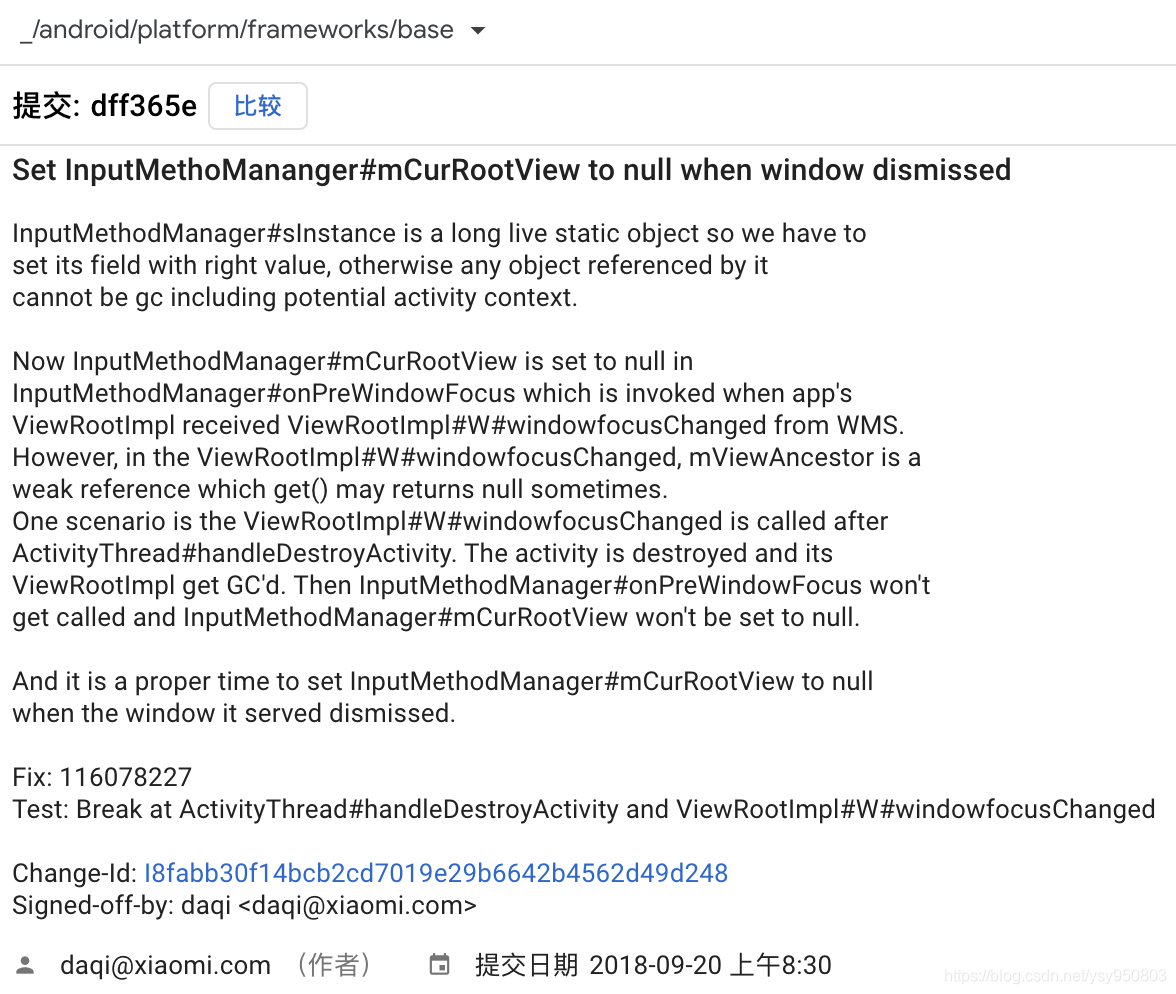 _/android/platform/frameworks/base
提交: dff365e 比较
Set InputMethoMananger#mCurRootView to null when window dismissed
InputMethodManager#sInstance is a long live static object so we have to
set its field with right value, otherwise any object referenced by it
cannot be gc including potential activity context.
Now InputMethodManager#mCurRootView is set to null in
InputMethodManager#onPreWindowFocus which is invoked when app's
ViewRootImpl received ViewRootImpl#W#windowfocusChanged from WMS.
However, in the ViewRootImpl#W#windowfocusChanged, mViewAncestor is a
weak reference which get() may returns null sometimes.
One scenario is the ViewRootImpl#W#windowfocusChanged is called after
ActivityThread#handleDestroyActivity. The activity is destroyed and its
ViewRootImpl get GC'd. Then InputMethodManager#onPreWindowFocus won't
get called and InputMethodManager#mCurRootView won't be set to null.
And it is a proper time to set InputMethodManager#mCurRootView to null
when the window it served dismissed.
Fix: 116078227
Test: Break at ActivityThread#handleDestroyActivity and ViewRootImpl#W#windowfocusChanged
Change-Id: I8fabb30f14bcb2cd7019e29b6642b4562d49d248
Signed-off-by: daqi <daqi@xiaomi.com>
daqi@xiaomi.com （作者） 提交日期 2018-09-20 上午8:30
https://blog.csdn.net/ysy950803